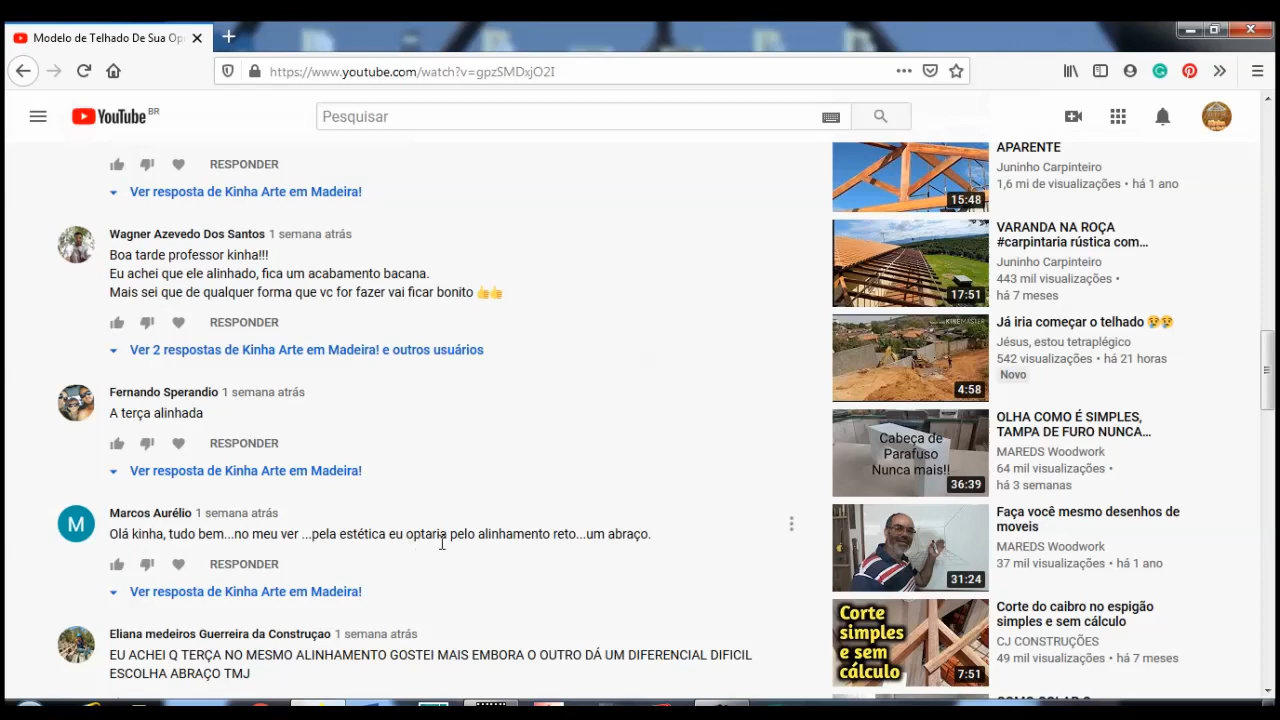 Modelo de Telhado De Sua Op
https://www.youtube.com/watch?v=gpzSMDxjO2I
YouTube BR
Pesquisar
RESPONDER
Ver resposta de Kinha Arte em Madeira!
Wagner Azevedo Dos Santos 1 semana atrás
Boa tarde professor kinha!!!
Eu achei que ele alinhado, fica um acabamento bacana.
Mais sei que de qualquer forma que vc for fazer vai ficar bonito 👍👍
RESPONDER
Ver 2 respostas de Kinha Arte em Madeira! e outros usuários
Fernando Sperandio 1 semana atrás
A terça alinhada
RESPONDER
Ver resposta de Kinha Arte em Madeira!
M
Marcos Aurélio 1 semana atrás
Olá kinha, tudo bem...no meu ver ...pela estética eu optaria pelo alinhamento reto...um abraço.
RESPONDER
Ver resposta de Kinha Arte em Madeira!
Eliana medeiros Guerreira da Construçao 1 semana atrás
EU ACHEI Q TERÇA NO MESMO ALINHAMENTO GOSTEI MAIS EMBORA O OUTRO DÁ UM DIFERENCIAL DIFICIL
ESCOLHA ABRAÇO TMJ
APARENTE
Juninho Carpinteiro
1,6 mi de visualizações • há 1 ano
15:48
VARANDA NA ROÇA
#carpintaria rústica com...
Juninho Carpinteiro
443 mil visualizações •
há 7 meses
17:51
KINEMASTER
Já iria começar o telhado 😢😢
Jésus, estou tetraplégico
542 visualizações • há 21 horas
Novo
4:58
Cabeça de
Parafuso
Nunca mais!!
36:39
OLHA COMO É SIMPLES,
TAMPA DE FURO NUNCA...
MAREDS Woodwork
64 mil visualizações •
há 3 semanas
Faça você mesmo desenhos de
moveis
MAREDS Woodwork
37 mil visualizações • há 1 ano
31:24
Corte
simples
e sem
cálculo
7:51
Corte do caibro no espigão
simples e sem cálculo
CJ CONSTRUÇÕES
49 mil visualizações • há 7 meses